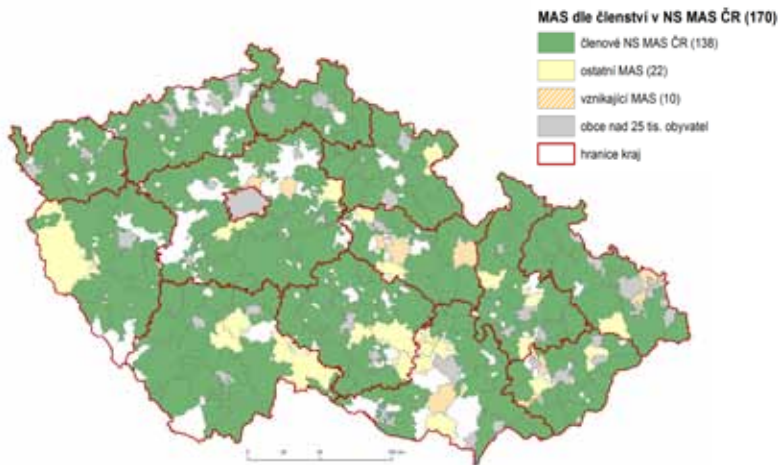 MAS dle členství v NS MAS ČR (170)
členové NS MAS ČR (138)
ostatní MAS (22)
vznikající MAS (10)
obce nad 25 tis. obyvatel
hranice kraj